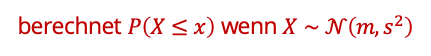 berechnet P(X ≤ x) wenn X ~ 𝒩(m, s²)